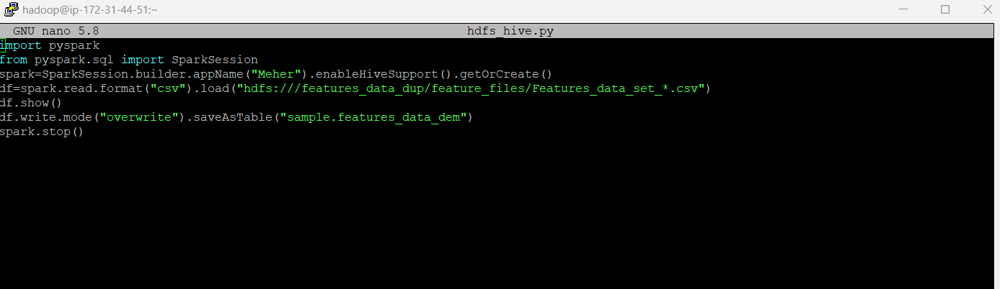 hadoop@ip-172-31-44-51:~
GNU nano 5.8 hdfs_hive.py
import pyspark
from pyspark.sql import SparkSession
spark=SparkSession.builder.appName("Meher").enableHiveSupport().getOrCreate()
df=spark.read.format("csv").load("hdfs:///features_data_dup/feature_files/Features_data_set_*.csv")
df.show()
df.write.mode("overwrite").saveAsTable("sample.features_data_dem")
spark.stop()